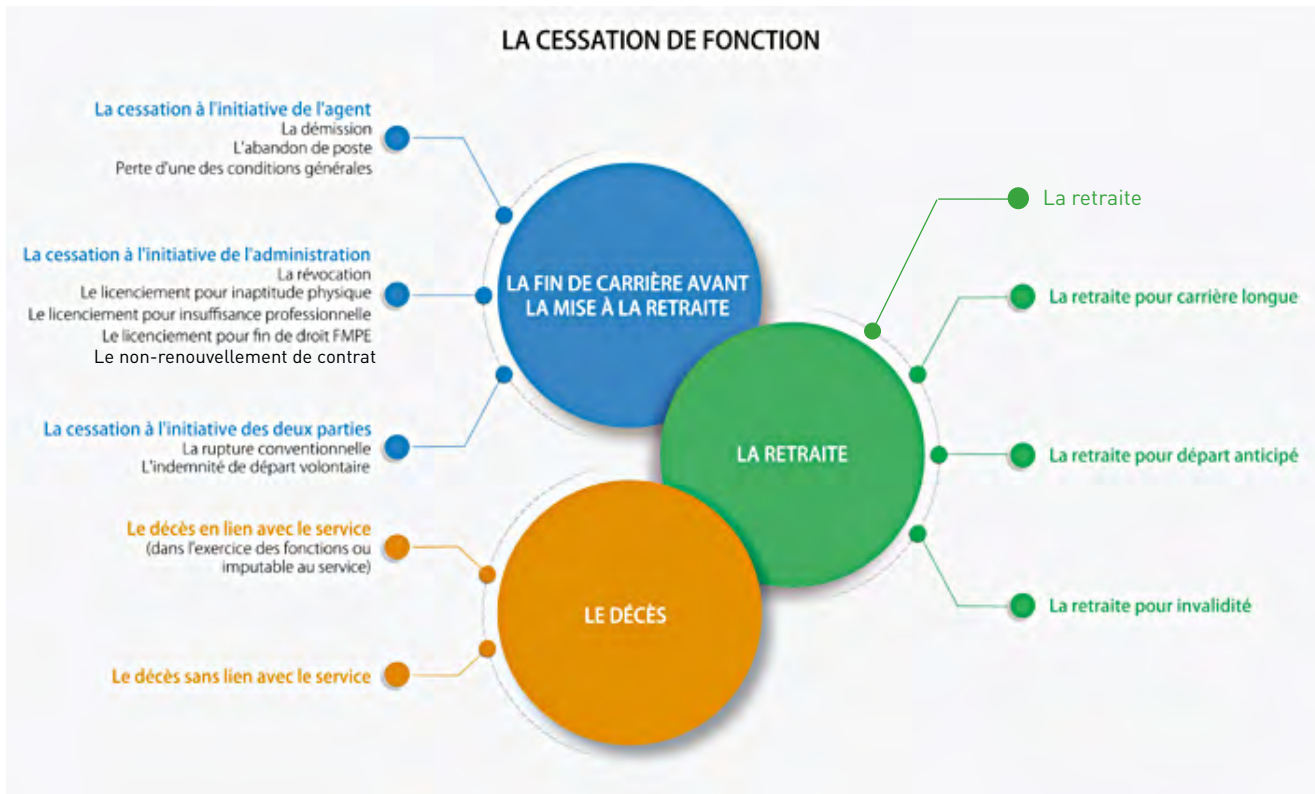 LA CESSATION DE FONCTION
La cessation à l'initiative de l'agent
La démission
L'abandon de poste
Perte d'une des conditions générales
La cessation à l'initiative de l'administration
La révocation
Le licenciement pour inaptitude physique
Le licenciement pour insuffisance professionnelle
Le licenciement pour fin de droit FMPE
Le non-renouvellement de contrat
La cessation à l'initiative des deux parties
La rupture conventionnelle
L'indemnité de départ volontaire
LA FIN DE CARRIÈRE AVANT
LA MISE À LA RETRAITE
La retraite
La retraite pour carrière longue
La retraite pour départ anticipé
La retraite pour invalidité
LA RETRAITE
Le décès en lien avec le service
(dans l'exercice des fonctions ou
imputable au service)
Le décès sans lien avec le service
LE DÉCÈS